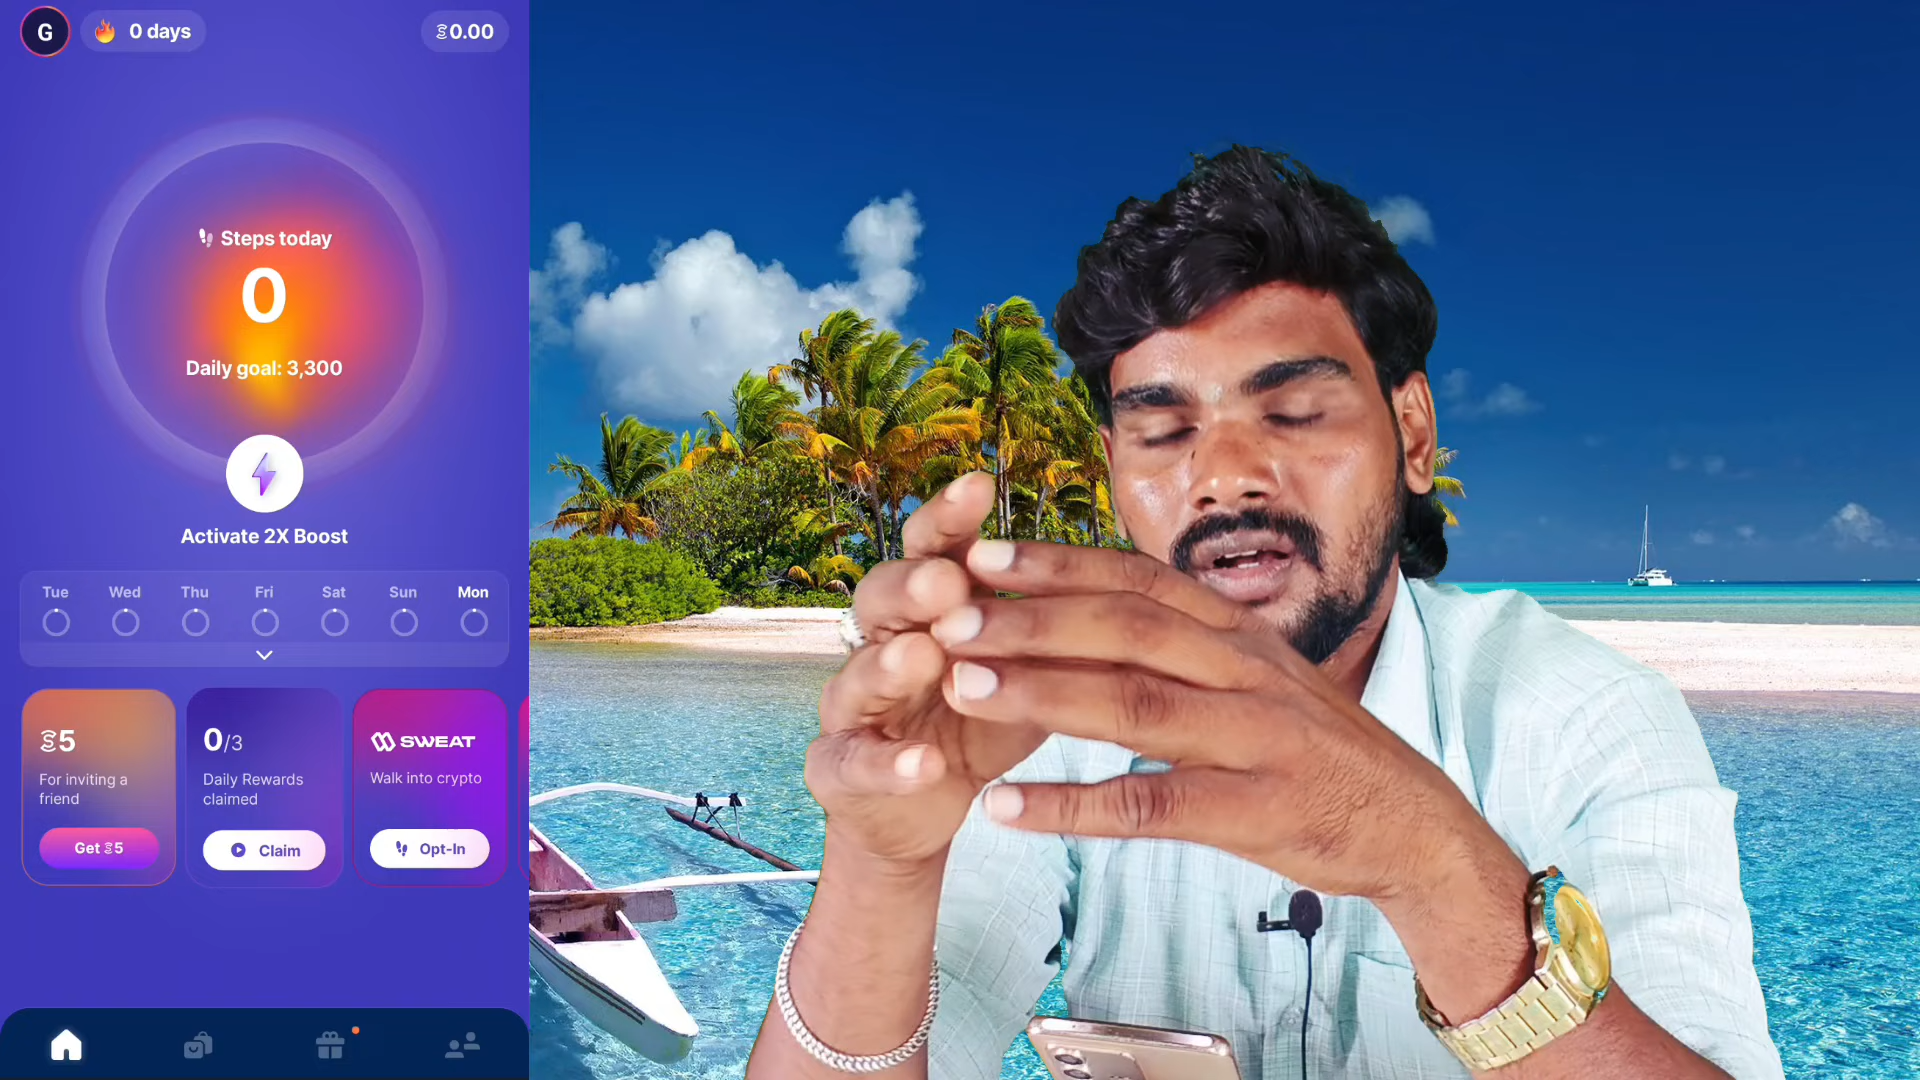 G
0 days
0.00
Steps today
0
Daily goal: 3,300
Activate 2X Boost
Tue Wed Thu Fri Sat Sun Mon
5
For inviting a
friend
Get 5
0/3
Daily Rewards
claimed
Claim
SWEAT
Walk into crypto
Opt-In